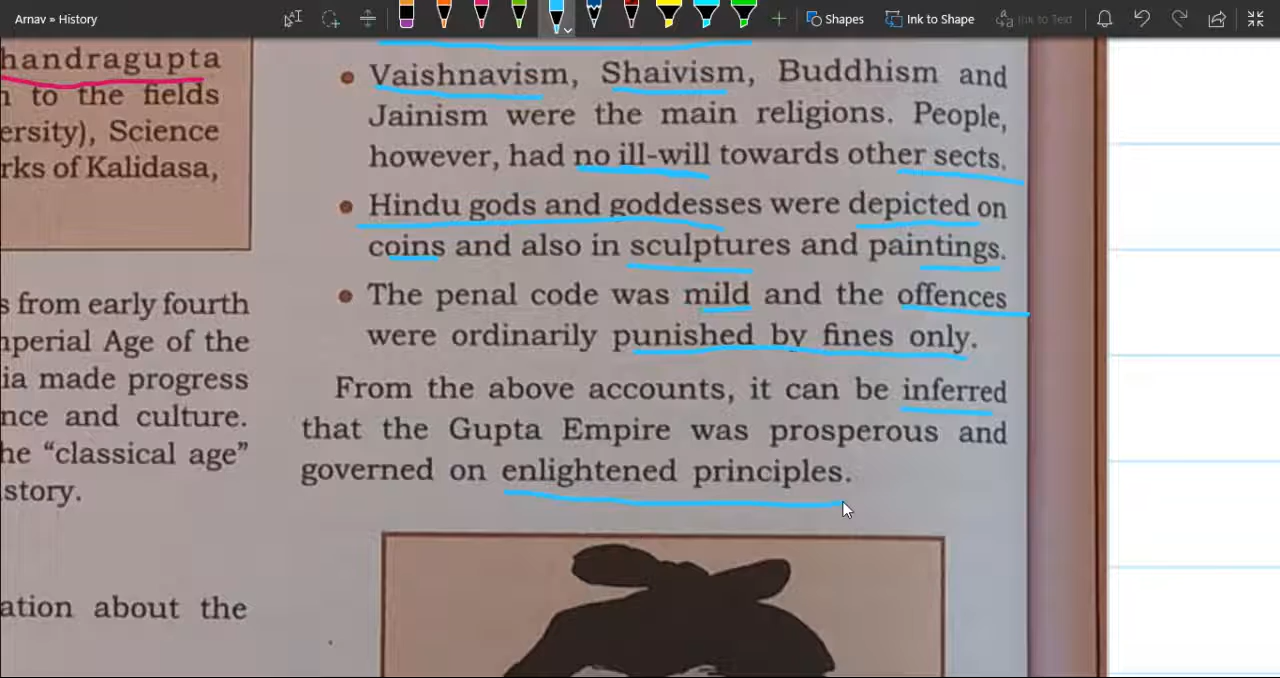 Arnav » History
Shapes
Ink to Shape
Ink to Text
handragupta
n to the fields
ersity), Science
rks of Kalidasa,
s from early fourth
nperial Age of the
ia made progress
nce and culture.
he “classical age”
story.
ation about the
• Vaishnavism, Shaivism, Buddhism and
Jainism were the main religions. People,
however, had no ill-will towards other sects.
• Hindu gods and goddesses were depicted on
coins and also in sculptures and paintings.
• The penal code was mild and the offences
were ordinarily punished by fines only.
From the above accounts, it can be inferred
that the Gupta Empire was prosperous and
governed on enlightened principles.